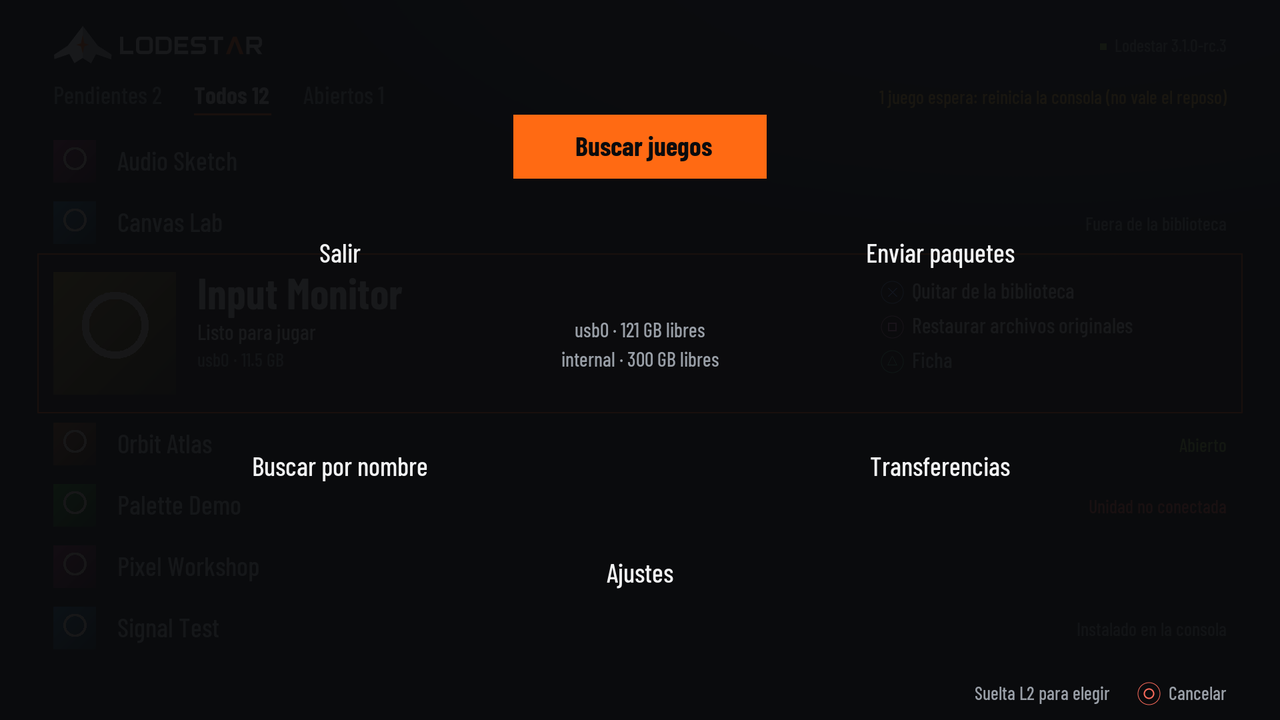 LODESTAR
Lodestar 3.1.0-rc.3
Pendientes 2
Todos 12
Abiertos 1
1 juego espera: reinicia la consola (no vale el reposo)
Buscar juegos
Audio Sketch
Canvas Lab
Fuera de la biblioteca
Salir
Enviar paquetes
Input Monitor
Listo para jugar
usb0 · 11.5 GB
usb0 · 121 GB libres
internal · 300 GB libres
Quitar de la biblioteca
Restaurar archivos originales
Ficha
Orbit Atlas
Abierto
Buscar por nombre
Transferencias
Palette Demo
Unidad no conectada
Pixel Workshop
Ajustes
Signal Test
Instalado en la consola
Suelta L2 para elegir
Cancelar